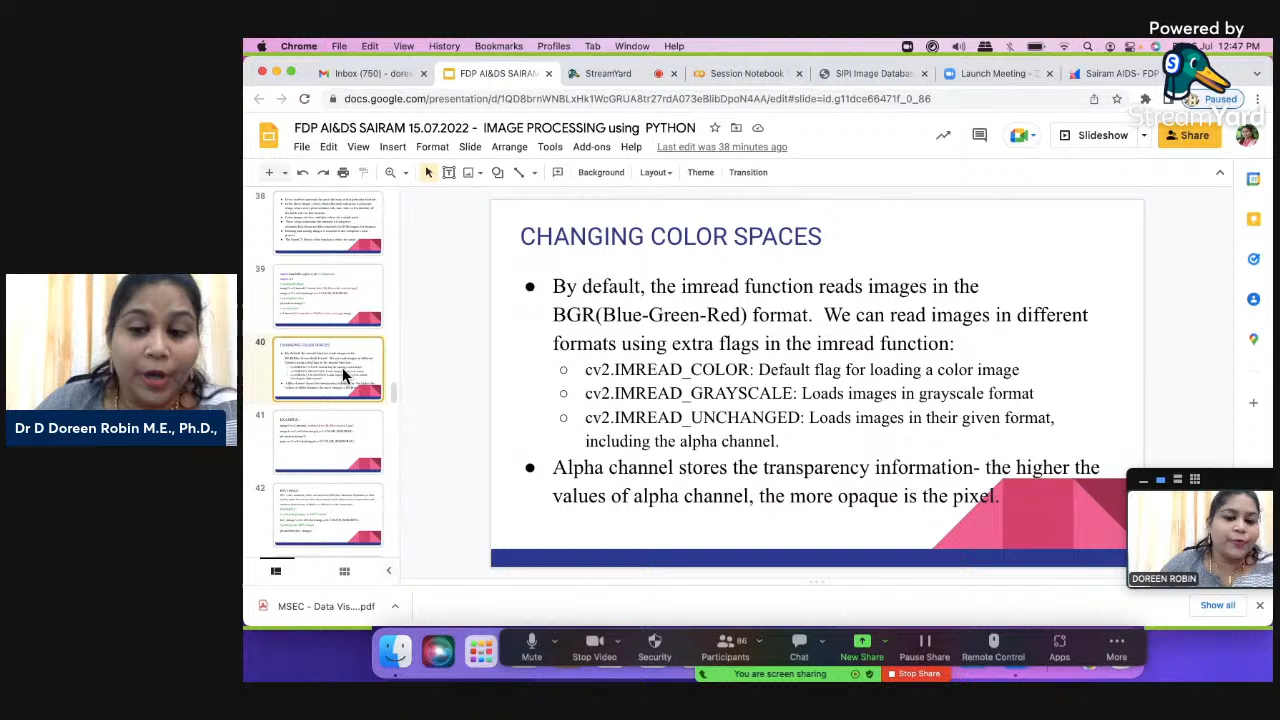 Powered by
StreamYard
Chrome File Edit View History Bookmarks Profiles Tab Window Help
Jul 12:47 PM
Inbox (750) - dore
FDP AI&DS SAIRAM
StreamYard
Session Notebook
SIPI Image Databas
Launch Meeting - Z
Sairam AIDS- FDP
docs.google.com/presentation/d/10D8brnWNBLxHk1WcGRUA8tr27rdA073eBlibDpoN4AA/edit#slide=id.g11dce66471f_0_86
Paused
FDP AI&DS SAIRAM 15.07.2022 - IMAGE PROCESSING using PYTHON
Slideshow
Share
File Edit View Insert Format Slide Arrange Tools Add-ons Help
Last edit was 38 minutes ago
Background Layout Theme Transition
38
39
40
CHANGING COLOR SPACES
41
EXAMPLE:
42
CHANGING COLOR SPACES
● By default, the imread function reads images in the
BGR(Blue-Green-Red) format. We can read images in different
formats using extra flags in the imread function:
○ cv2.IMREAD_COLOR: Default flag for loading a color image
○ cv2.IMREAD_GRAYSCALE: Loads images in grayscale format
○ cv2.IMREAD_UNCHANGED: Loads images in their given format,
including the alpha channel.
● Alpha channel stores the transparency information- the higher the
values of alpha channel, the more opaque is the pixel.
Dr D Doreen Robin M.E., Ph.D.,
DOREEN ROBIN
MSEC - Data Vis....pdf
Show all
Mute
Stop Video
Security
86
Participants
Chat
New Share
Pause Share
Remote Control
Apps
More
You are screen sharing
Stop Share